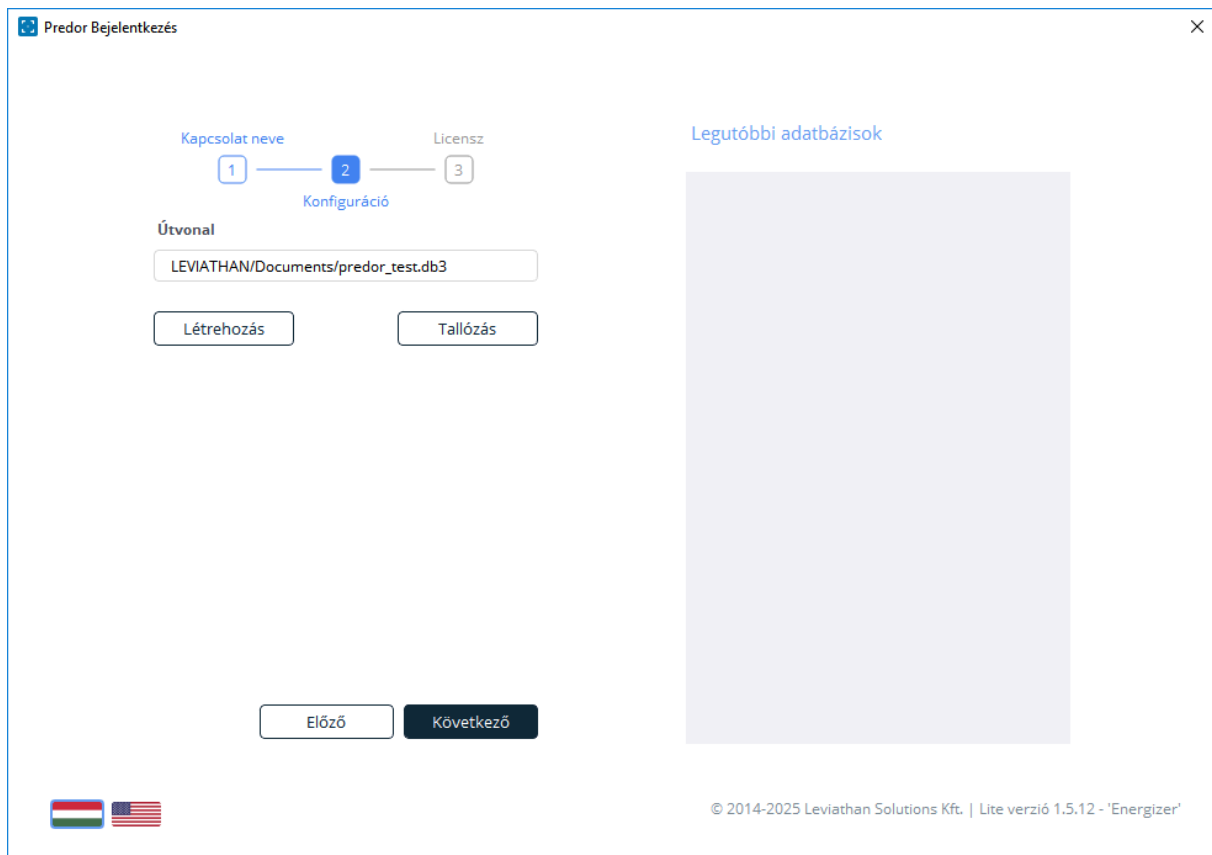 Predor Bejelentkezés
Kapcsolat neve
Licensz
1
2
3
Konfiguráció
Útvonal
LEVIATHAN/Documents/predor_test.db3
Létrehozás
Tallózás
Előző
Következő
Legutóbbi adatbázisok
© 2014-2025 Leviathan Solutions Kft. | Lite verzió 1.5.12 - 'Energizer'